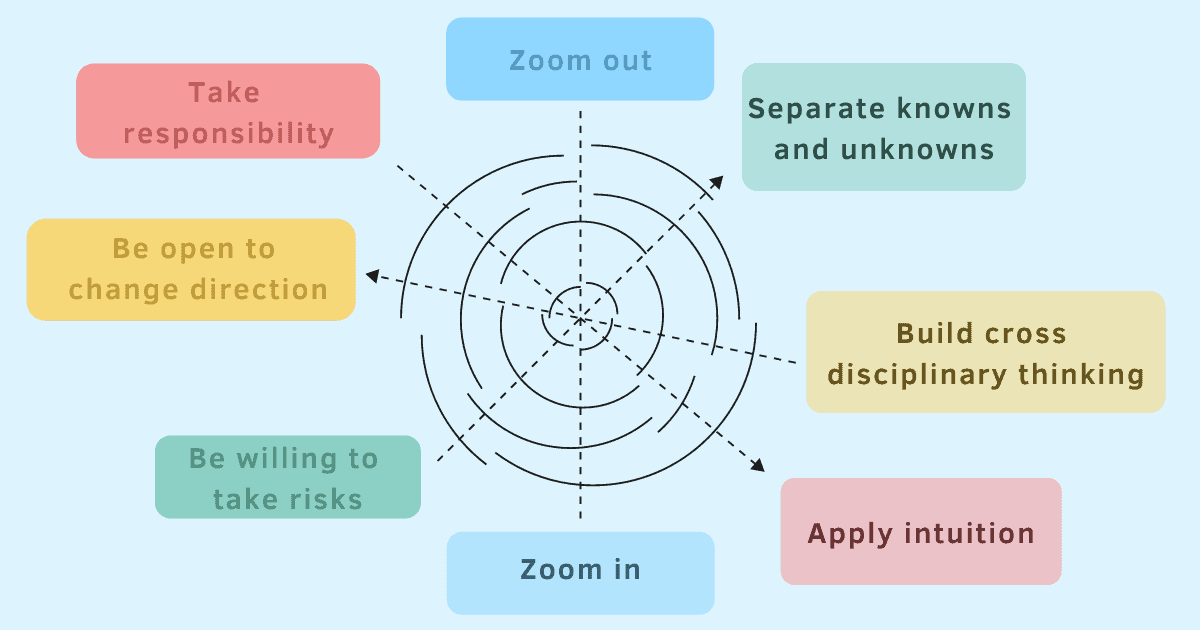 Zoom out
Take
responsibility
Separate knowns
and unknowns
Be open to
change direction
Build cross
disciplinary thinking
Be willing to
take risks
Apply intuition
Zoom in